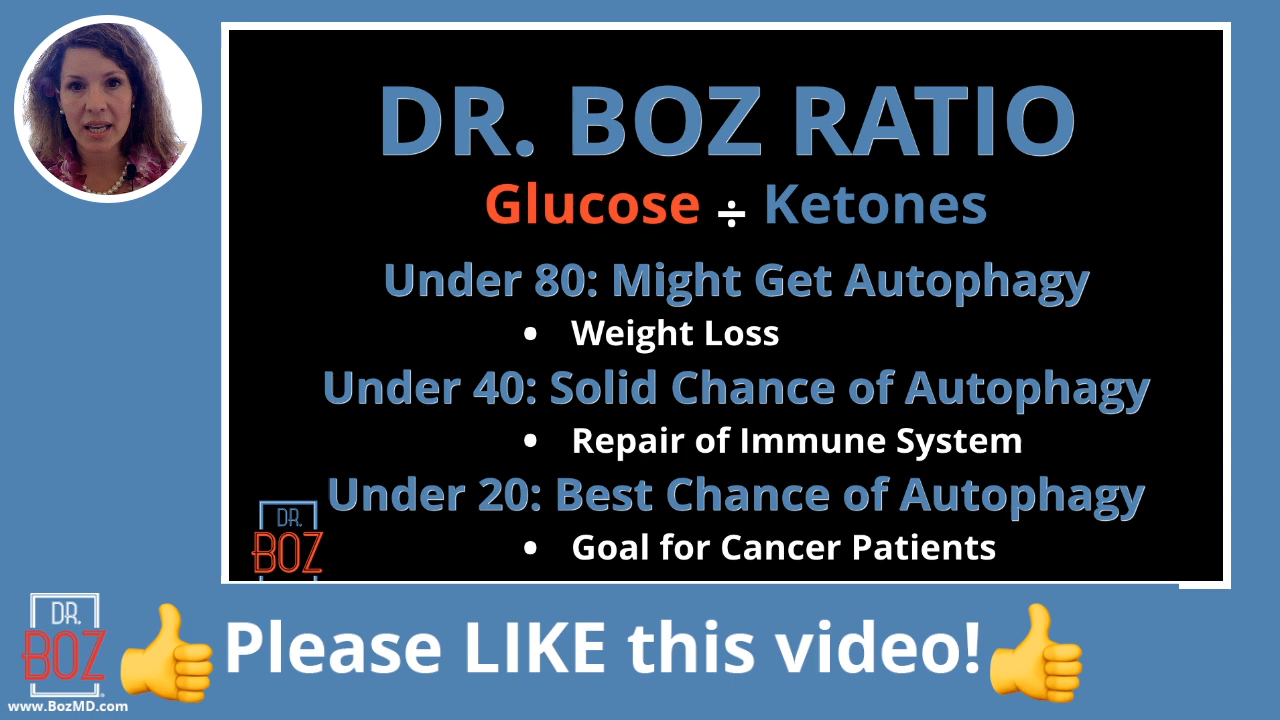 DR. BOZ RATIO
Glucose ÷ Ketones
Under 80: Might Get Autophagy
• Weight Loss
Under 40: Solid Chance of Autophagy
• Repair of Immune System
Under 20: Best Chance of Autophagy
• Goal for Cancer Patients
DR.
BOZ
DR.
BOZ
Please LIKE this video!
www.BozMD.com